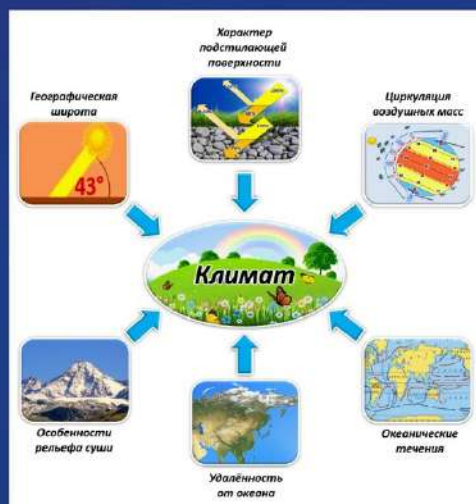 Характер
подстилающей
поверхности
Географическая
широта
Циркуляция
воздушных масс
43°
Климат
Особенности
рельефа суши
Удалённость
от океана
Океанические
течения